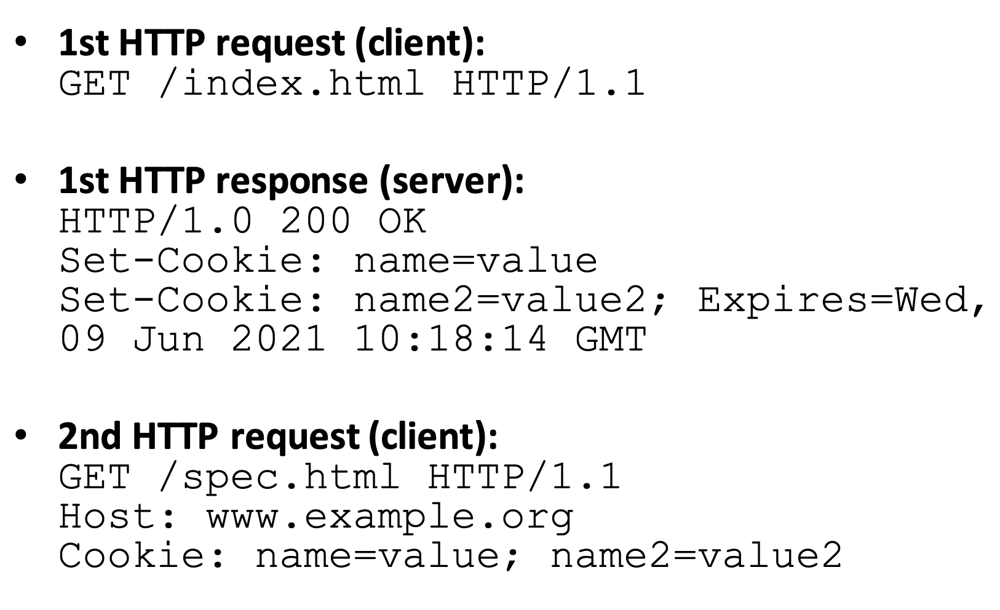 • 1st HTTP request (client):
GET /index.html HTTP/1.1
• 1st HTTP response (server):
HTTP/1.0 200 OK
Set-Cookie: name=value
Set-Cookie: name2=value2; Expires=Wed,
09 Jun 2021 10:18:14 GMT
• 2nd HTTP request (client):
GET /spec.html HTTP/1.1
Host: www.example.org
Cookie: name=value; name2=value2